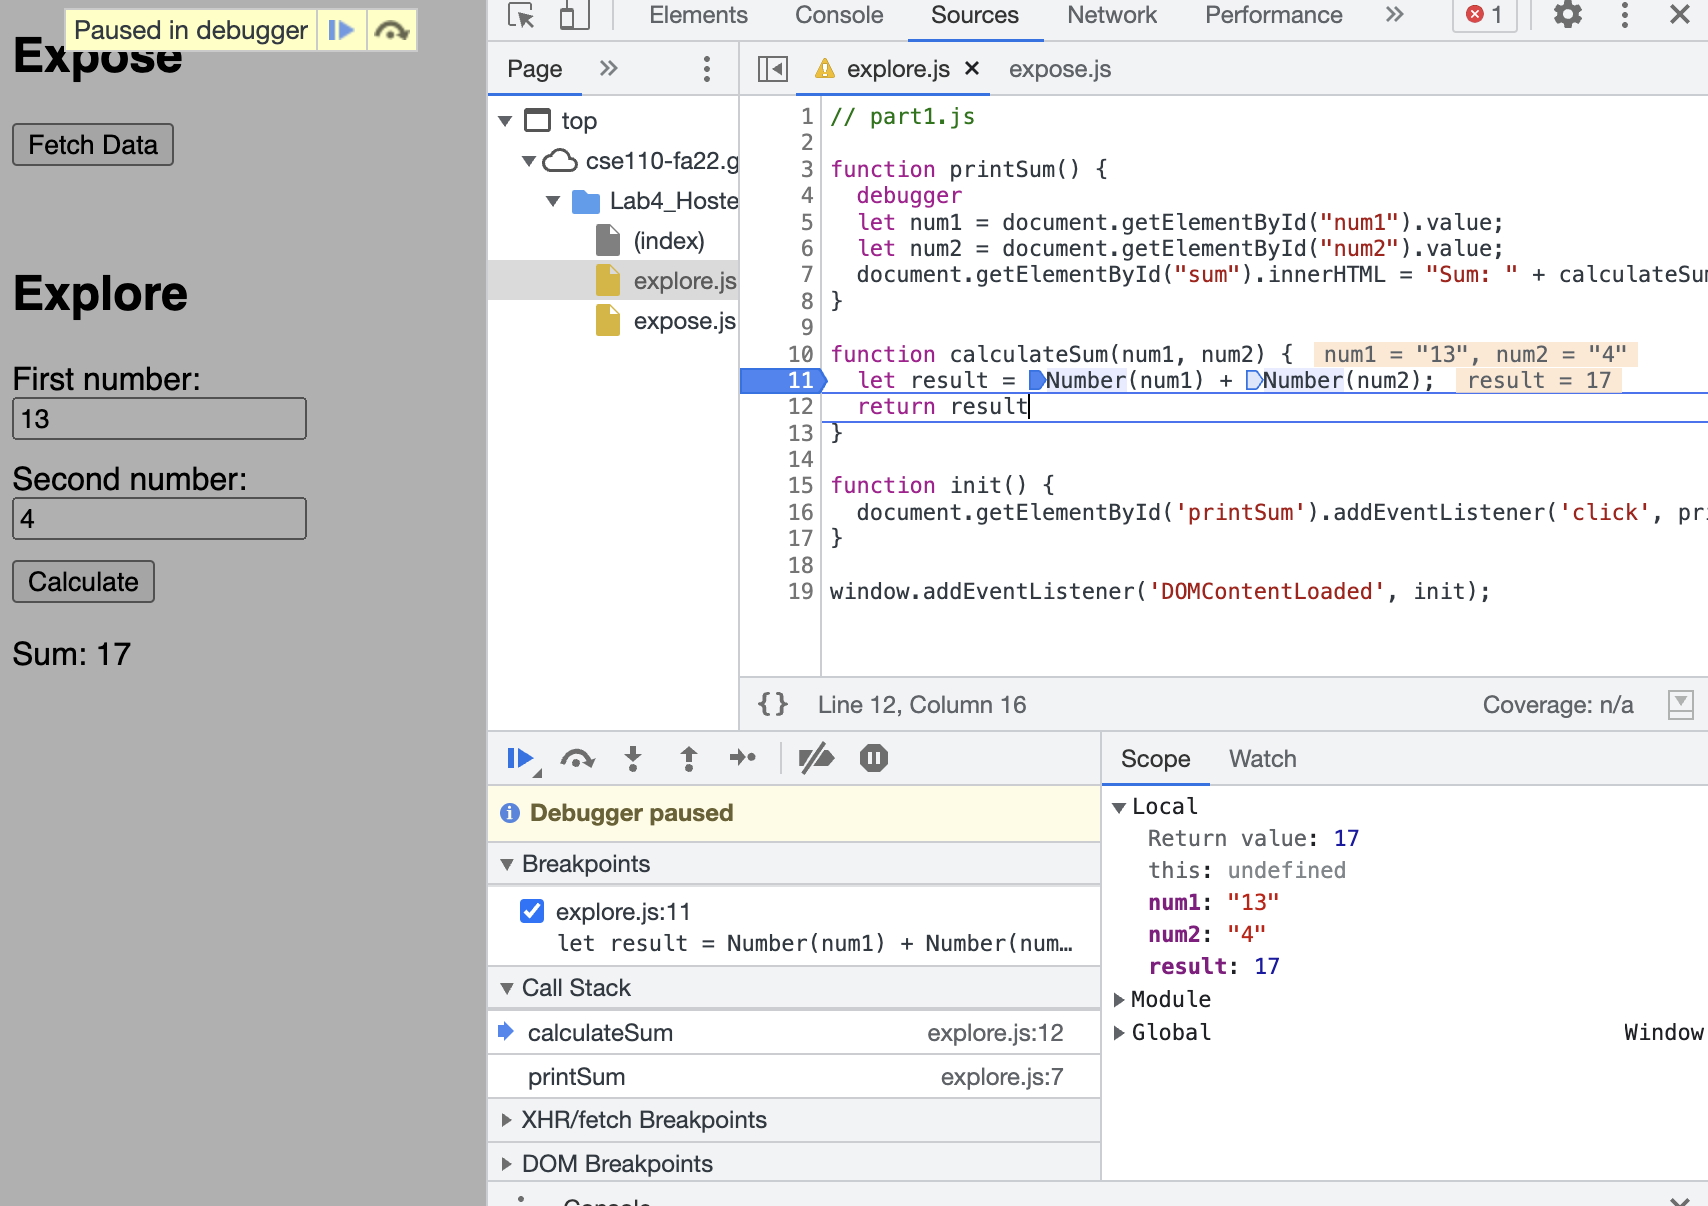 Paused in debugger
Expose
Fetch Data
Explore
First number:
13
Second number:
4
Calculate
Sum: 17
Elements Console Sources Network Performance » 1
Page »
top
cse110-fa22.g
Lab4_Hoste
(index)
explore.js
expose.js
explore.js × expose.js
1 // part1.js
2
3 function printSum() {
4 debugger
5 let num1 = document.getElementById("num1").value;
6 let num2 = document.getElementById("num2").value;
7 document.getElementById("sum").innerHTML = "Sum: " + calculateSum
8 }
9
10 function calculateSum(num1, num2) { num1 = "13", num2 = "4"
11 let result = Number(num1) + Number(num2); result = 17
12 return result
13 }
14
15 function init() {
16 document.getElementById('printSum').addEventListener('click', pri
17 }
18
19 window.addEventListener('DOMContentLoaded', init);
{} Line 12, Column 16 Coverage: n/a
Debugger paused
Breakpoints
explore.js:11
let result = Number(num1) + Number(num…
Call Stack
calculateSum explore.js:12
printSum explore.js:7
XHR/fetch Breakpoints
DOM Breakpoints
Scope Watch
Local
Return value: 17
this: undefined
num1: "13"
num2: "4"
result: 17
Module
Global Window
Console